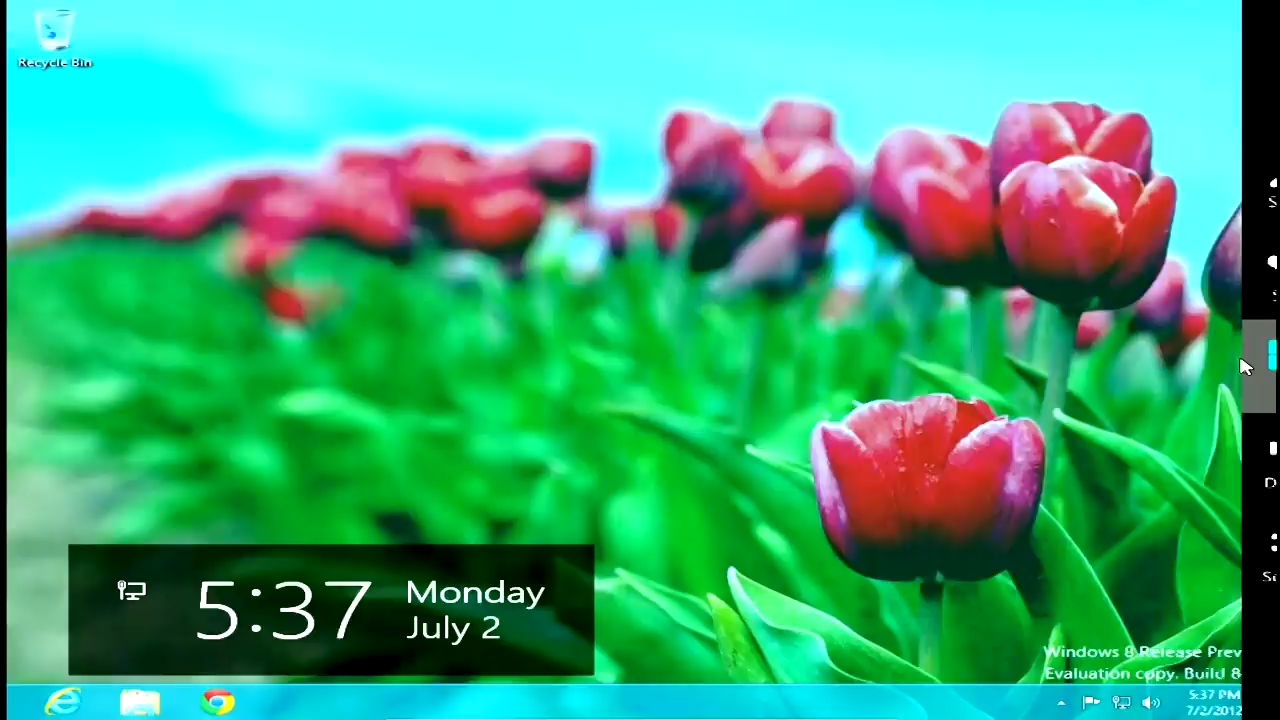 Recycle Bin
5:37
Monday
July 2
Windows 8 Release Prev
Evaluation copy. Build 8
5:37 PM
7/2/2012